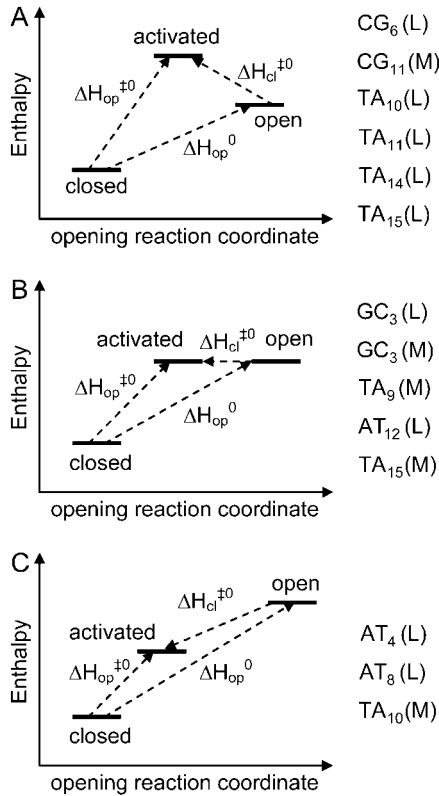 A
activated
ΔHop‡0
ΔHcl‡0
open
ΔHop0
closed
Enthalpy
opening reaction coordinate
CG6 (L)
CG11(M)
TA10(L)
TA11(L)
TA14(L)
TA15(L)
B
activated
ΔHcl‡0
open
ΔHop‡0
ΔHop0
closed
Enthalpy
opening reaction coordinate
GC3 (L)
GC3 (M)
TA9 (M)
AT12 (L)
TA15(M)
C
open
ΔHcl‡0
activated
ΔHop‡0
ΔHop0
closed
Enthalpy
opening reaction coordinate
AT4 (L)
AT8 (L)
TA10(M)